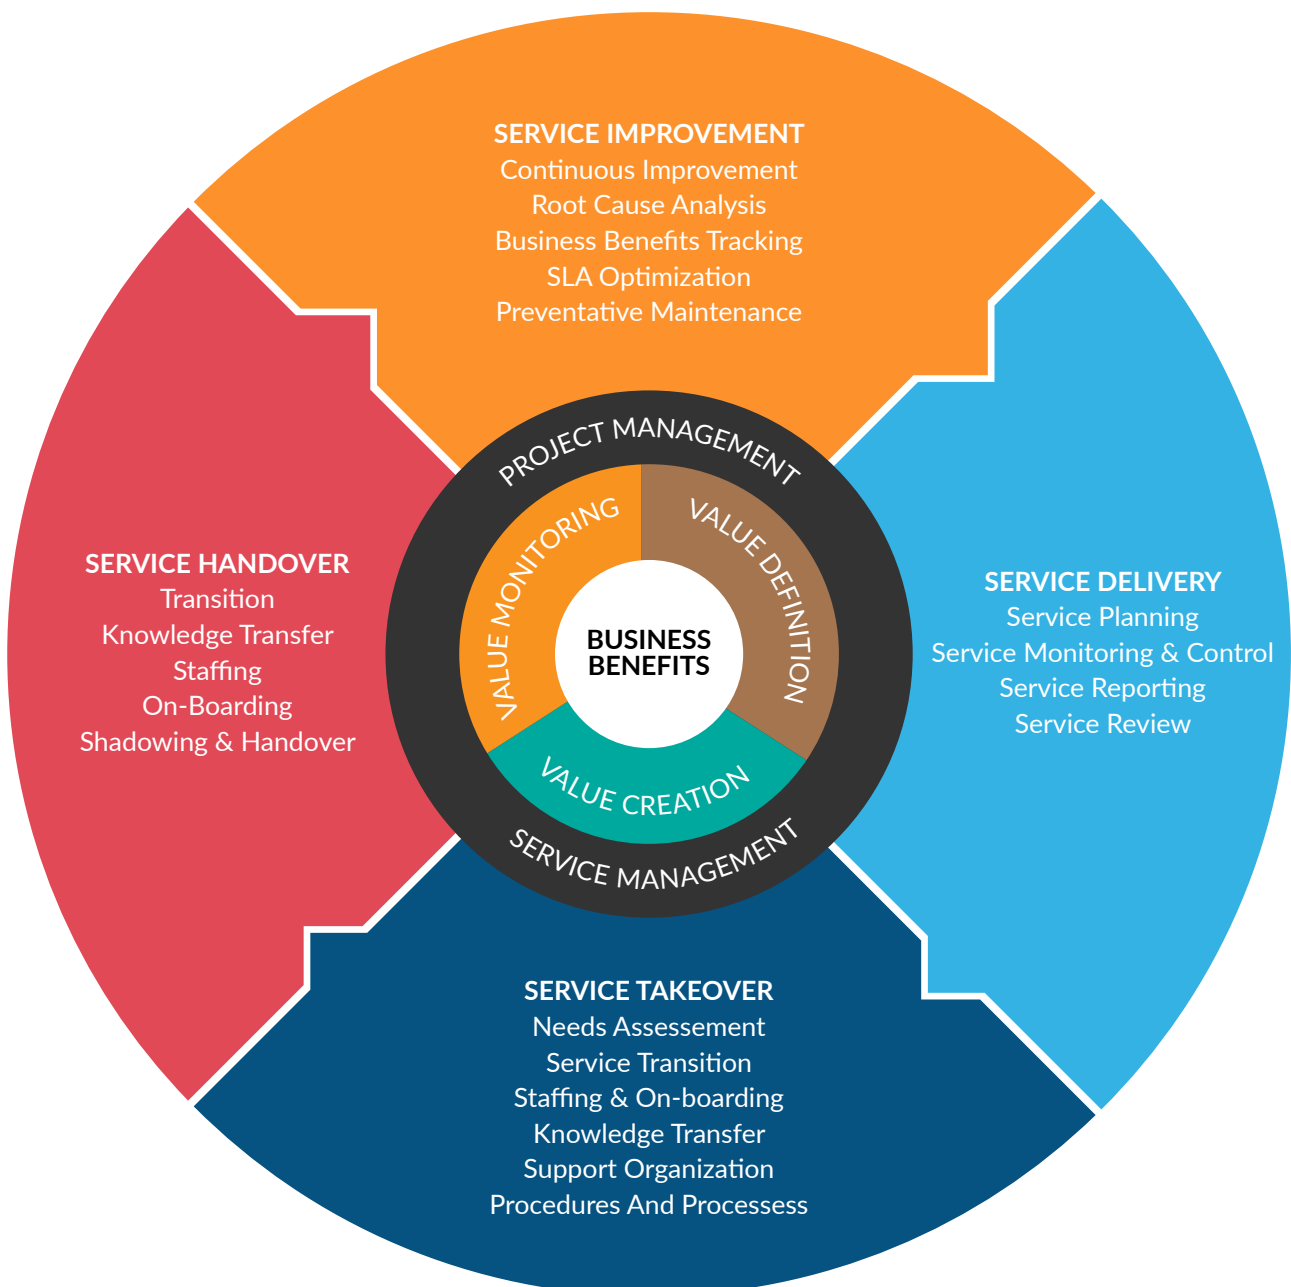 SERVICE IMPROVEMENT
Continuous Improvement
Root Cause Analysis
Business Benefits Tracking
SLA Optimization
Preventative Maintenance
PROJECT MANAGEMENT
VALUE MONITORING
VALUE DEFINITION
BUSINESS
BENEFITS
VALUE CREATION
SERVICE MANAGEMENT
SERVICE HANDOVER
Transition
Knowledge Transfer
Staffing
On-Boarding
Shadowing & Handover
SERVICE DELIVERY
Service Planning
Service Monitoring & Control
Service Reporting
Service Review
SERVICE TAKEOVER
Needs Assessement
Service Transition
Staffing & On-boarding
Knowledge Transfer
Support Organization
Procedures And Processess